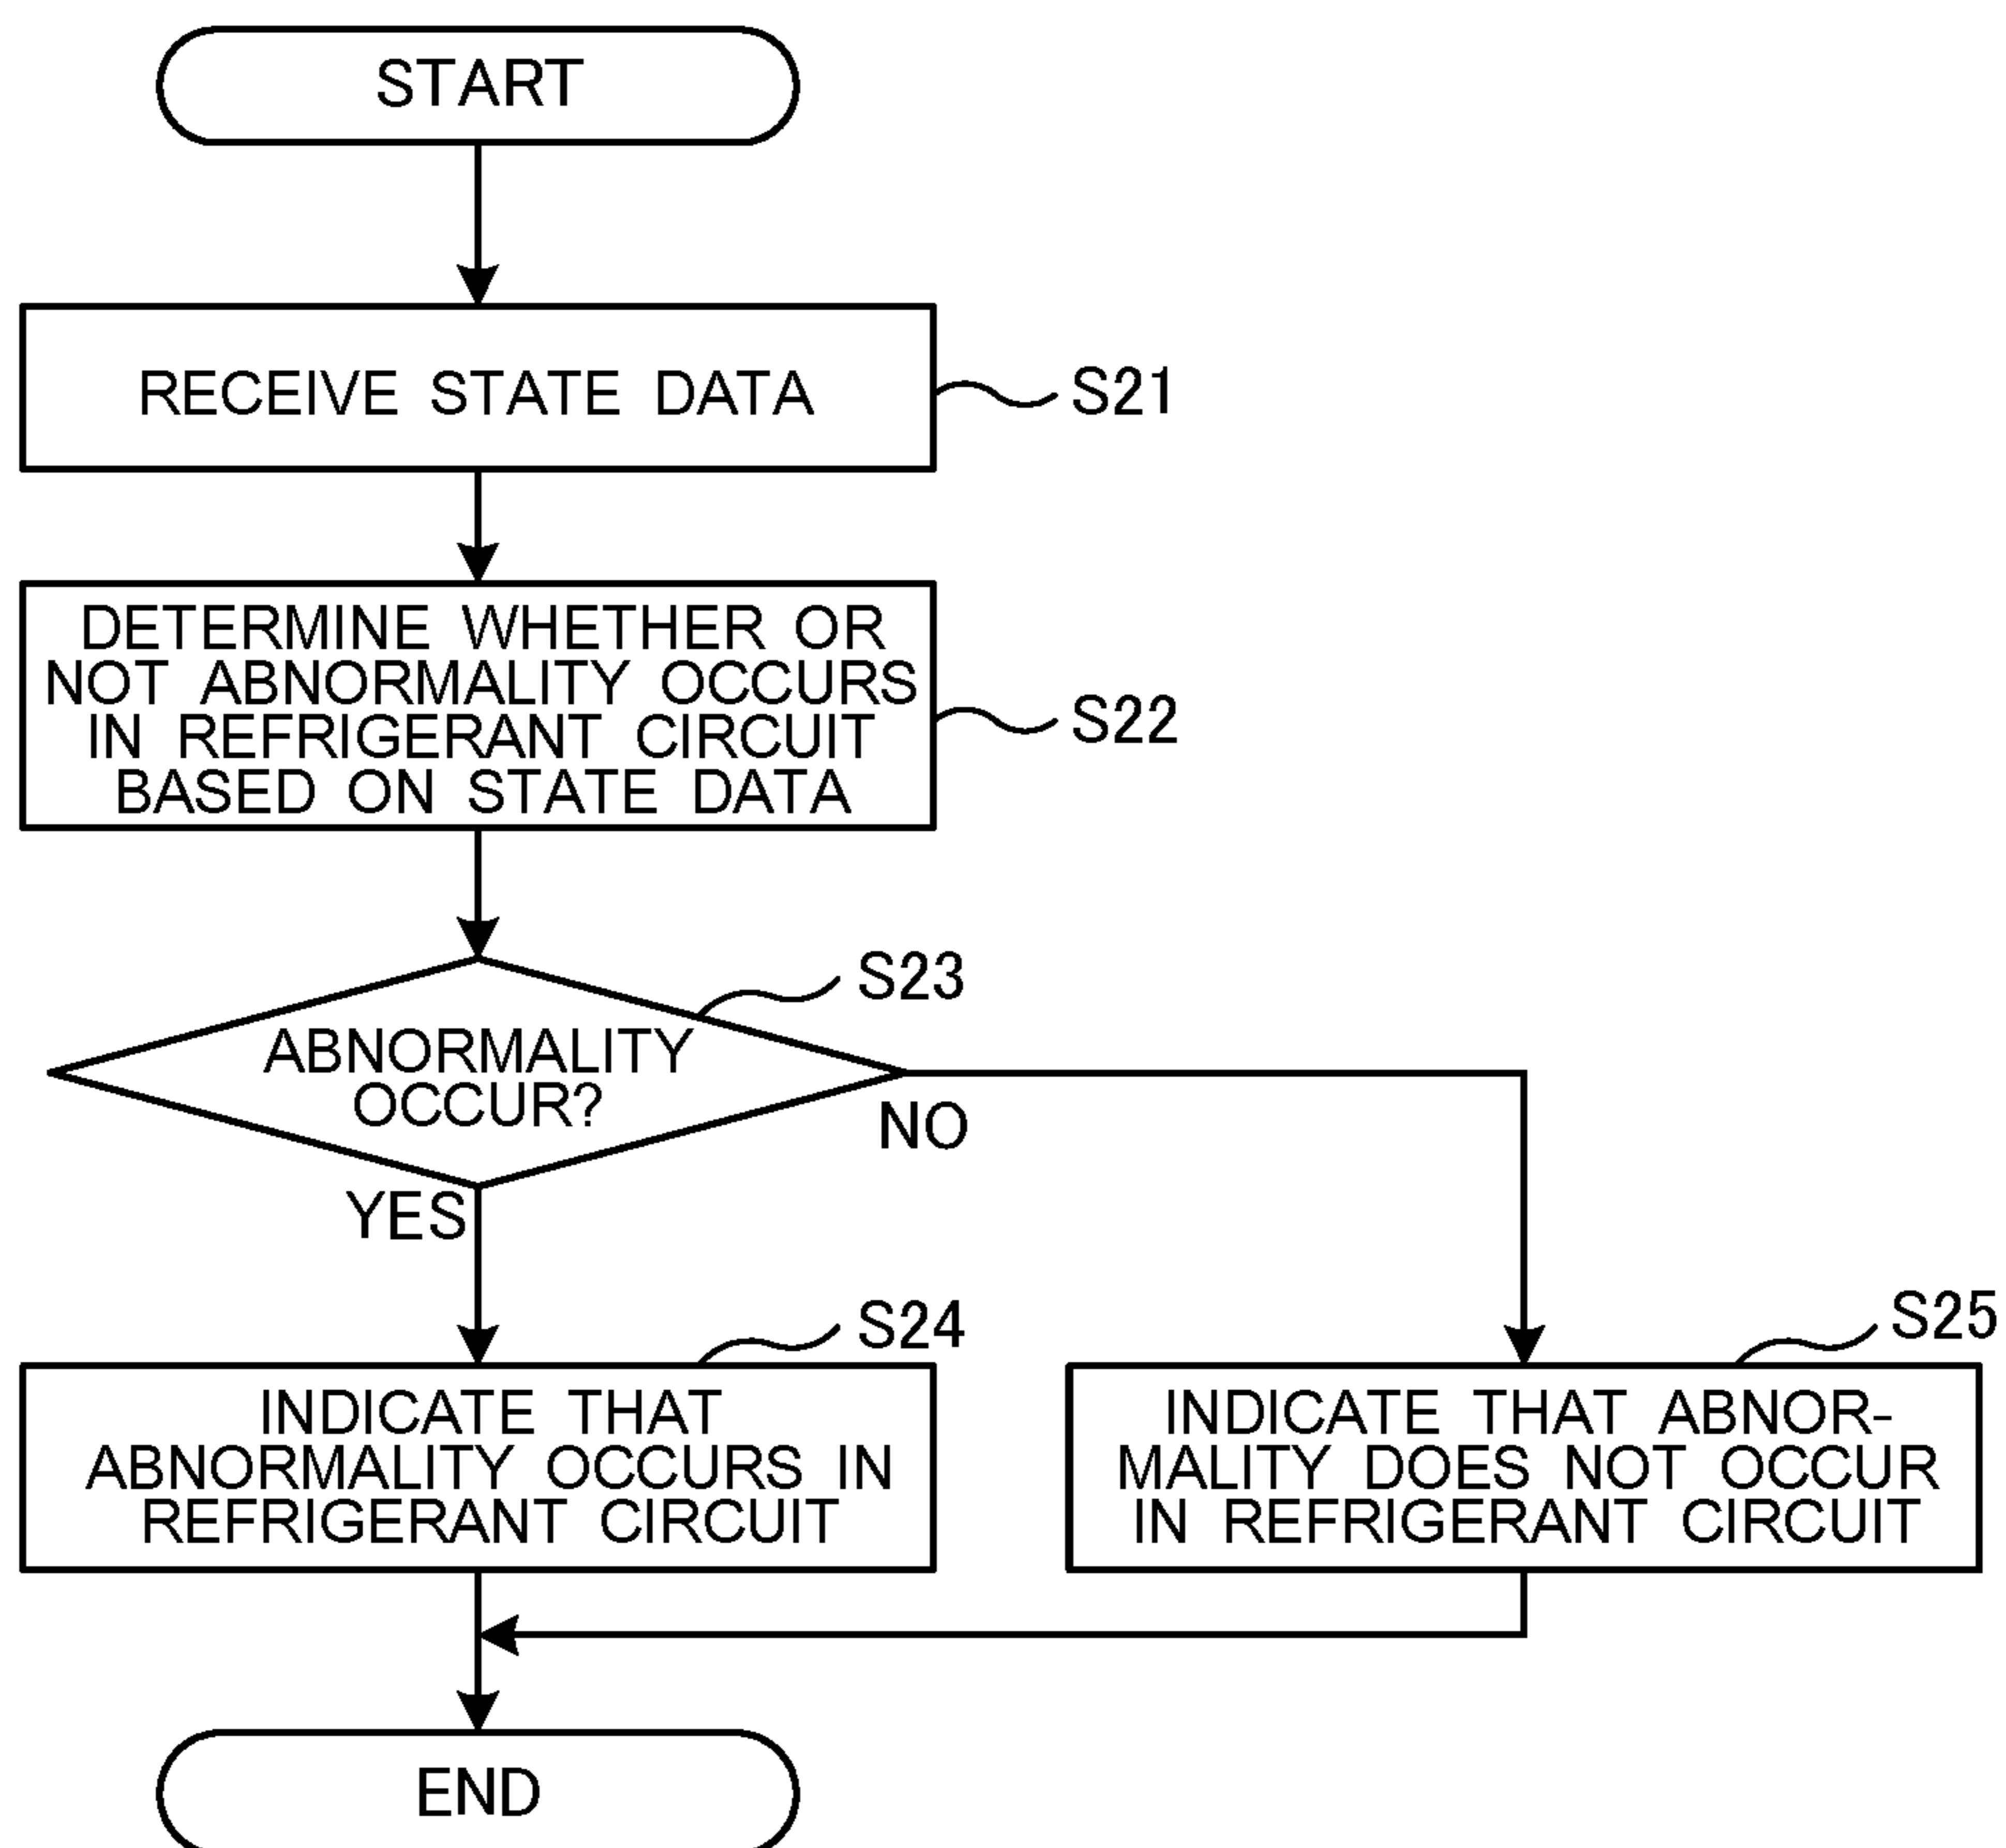 START
RECEIVE STATE DATA
S21
DETERMINE WHETHER OR
NOT ABNORMALITY OCCURS
IN REFRIGERANT CIRCUIT
BASED ON STATE DATA
S22
S23
ABNORMALITY
OCCUR?
NO
YES
S24
INDICATE THAT
ABNORMALITY OCCURS IN
REFRIGERANT CIRCUIT
S25
INDICATE THAT ABNOR-
MALITY DOES NOT OCCUR
IN REFRIGERANT CIRCUIT
END